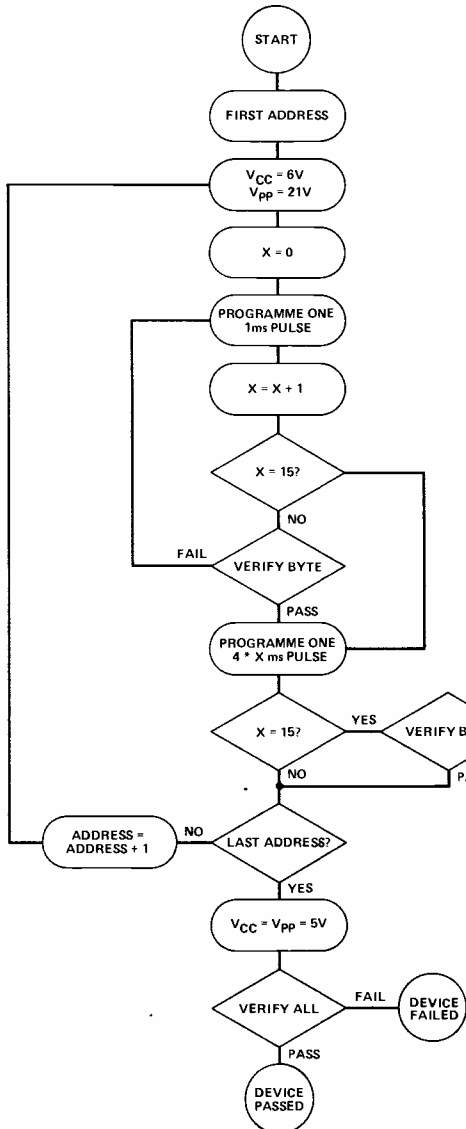 START
FIRST ADDRESS
VCC = 6V
VPP = 21V
X = 0
PROGRAMME ONE
1ms PULSE
X = X + 1
X = 15?
NO
FAIL
VERIFY BYTE
PASS
PROGRAMME ONE
4 * X ms PULSE
X = 15?
YES
VERIFY B
NO
PA
ADDRESS =
ADDRESS + 1
NO
LAST ADDRESS?
YES
VCC = VPP = 5V
VERIFY ALL
FAIL
DEVICE
FAILED
PASS
DEVICE
PASSED